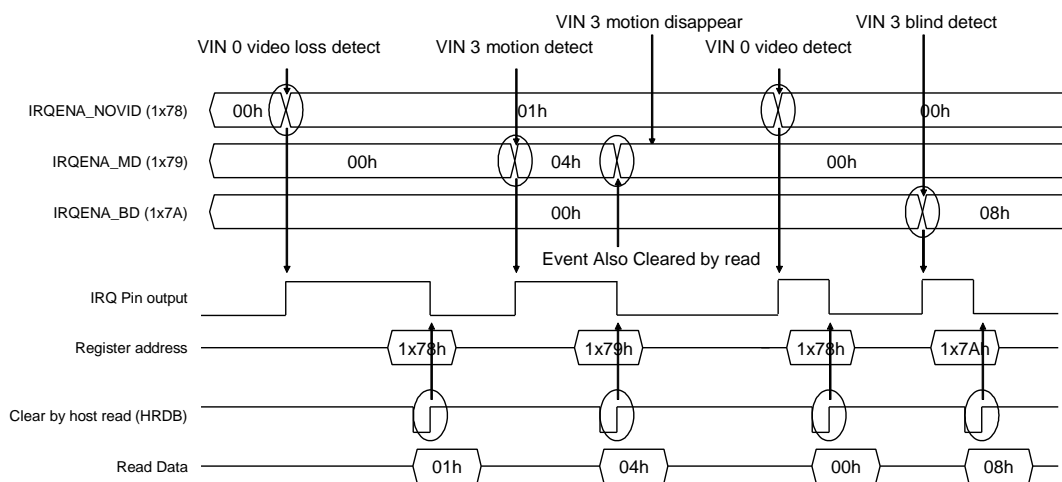 VIN 3 motion disappear
VIN 3 blind detect
VIN 0 video loss detect
VIN 3 motion detect
VIN 0 video detect
IRQENA_NOVID (1x78)
00h
01h
00h
IRQENA_MD (1x79)
00h
04h
00h
IRQENA_BD (1x7A)
00h
08h
Event Also Cleared by read
IRQ Pin output
Register address
1x78h
1x79h
1x78h
1x7Ah
Clear by host read (HRDB)
Read Data
01h
04h
00h
08h